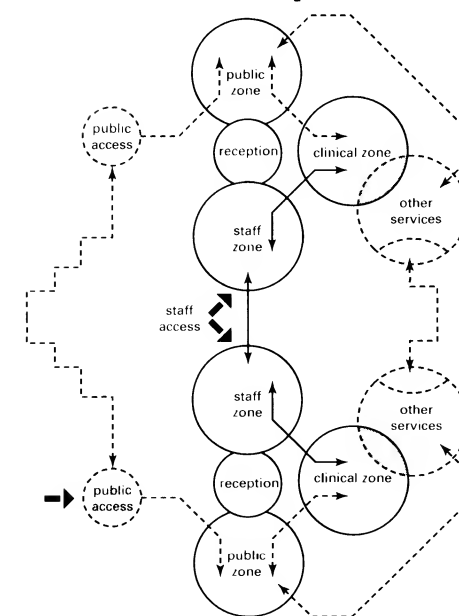 public
zone
public
access
reception
clinical zone
other
services
staff
zone
staff
access
staff
zone
other
services
public
access
reception
clinical zone
public
zone